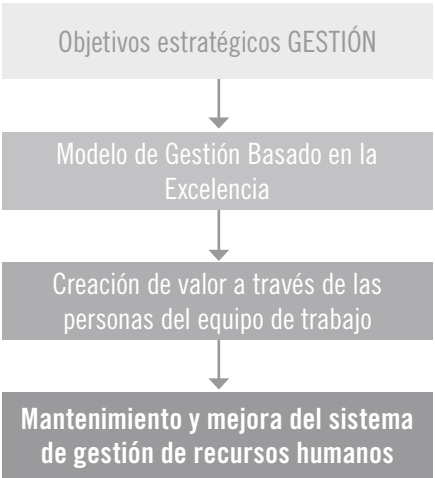 Objetivos estratégicos GESTIÓN
Modelo de Gestión Basado en la
Excelencia
Creación de valor a través de las
personas del equipo de trabajo
Mantenimiento y mejora del sistema
de gestión de recursos humanos